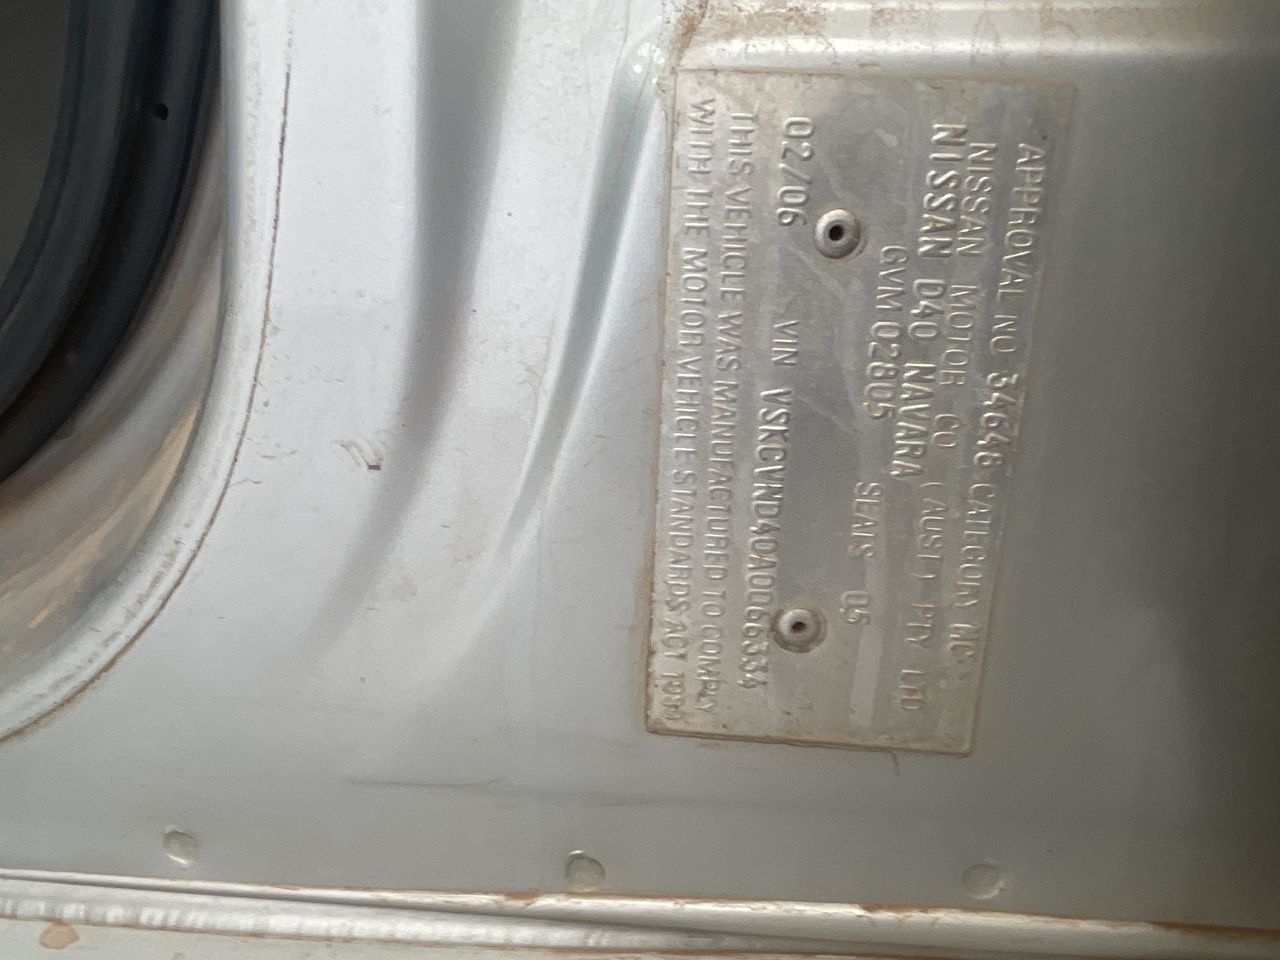 APPROVAL NO 34648 CATEGORY MC
NISSAN MOTOR CO (AUST) PTY LTD
NISSAN D40 NAVARA
GVM 02805 SEATS 05
02/06 VIN VSKCVND40A0066334
THIS VEHICLE WAS MANUFACTURED TO COMPLY
WITH THE MOTOR VEHICLE STANDARDS ACT 1989